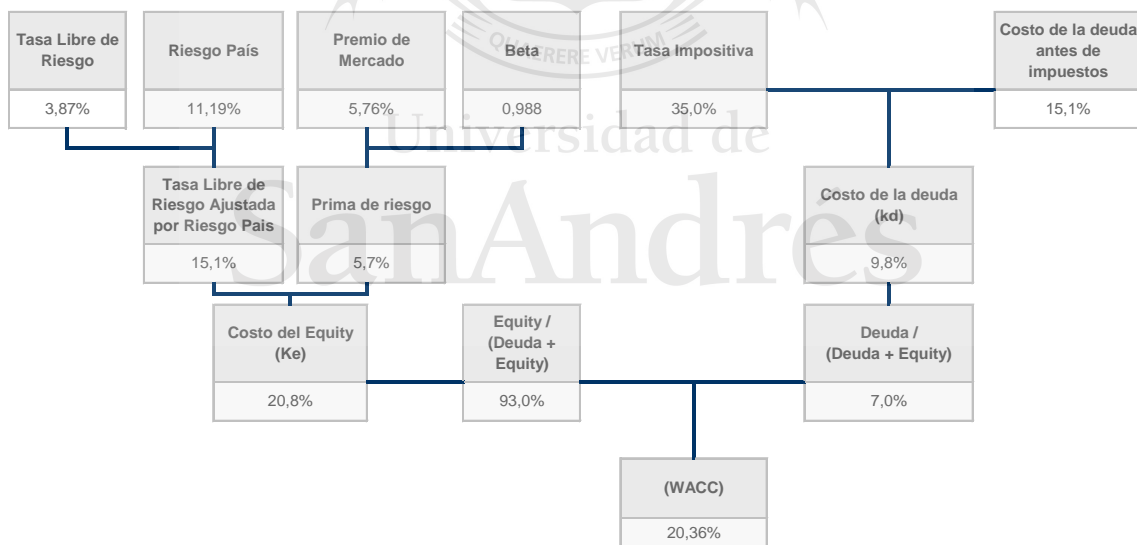 Tasa Libre de
Riesgo
3,87%
Riesgo País
11,19%
Premio de
Mercado
5,76%
Beta
0,988
Tasa Impositiva
35,0%
Costo de la deuda
antes de
impuestos
15,1%
QUAERERE VERUM
Universidad de
SanAndrés
Tasa Libre de
Riesgo Ajustada
por Riesgo Pais
15,1%
Prima de riesgo
5,7%
Costo de la deuda
(kd)
9,8%
Costo del Equity
(Ke)
20,8%
Equity /
(Deuda +
Equity)
93,0%
Deuda /
(Deuda + Equity)
7,0%
(WACC)
20,36%